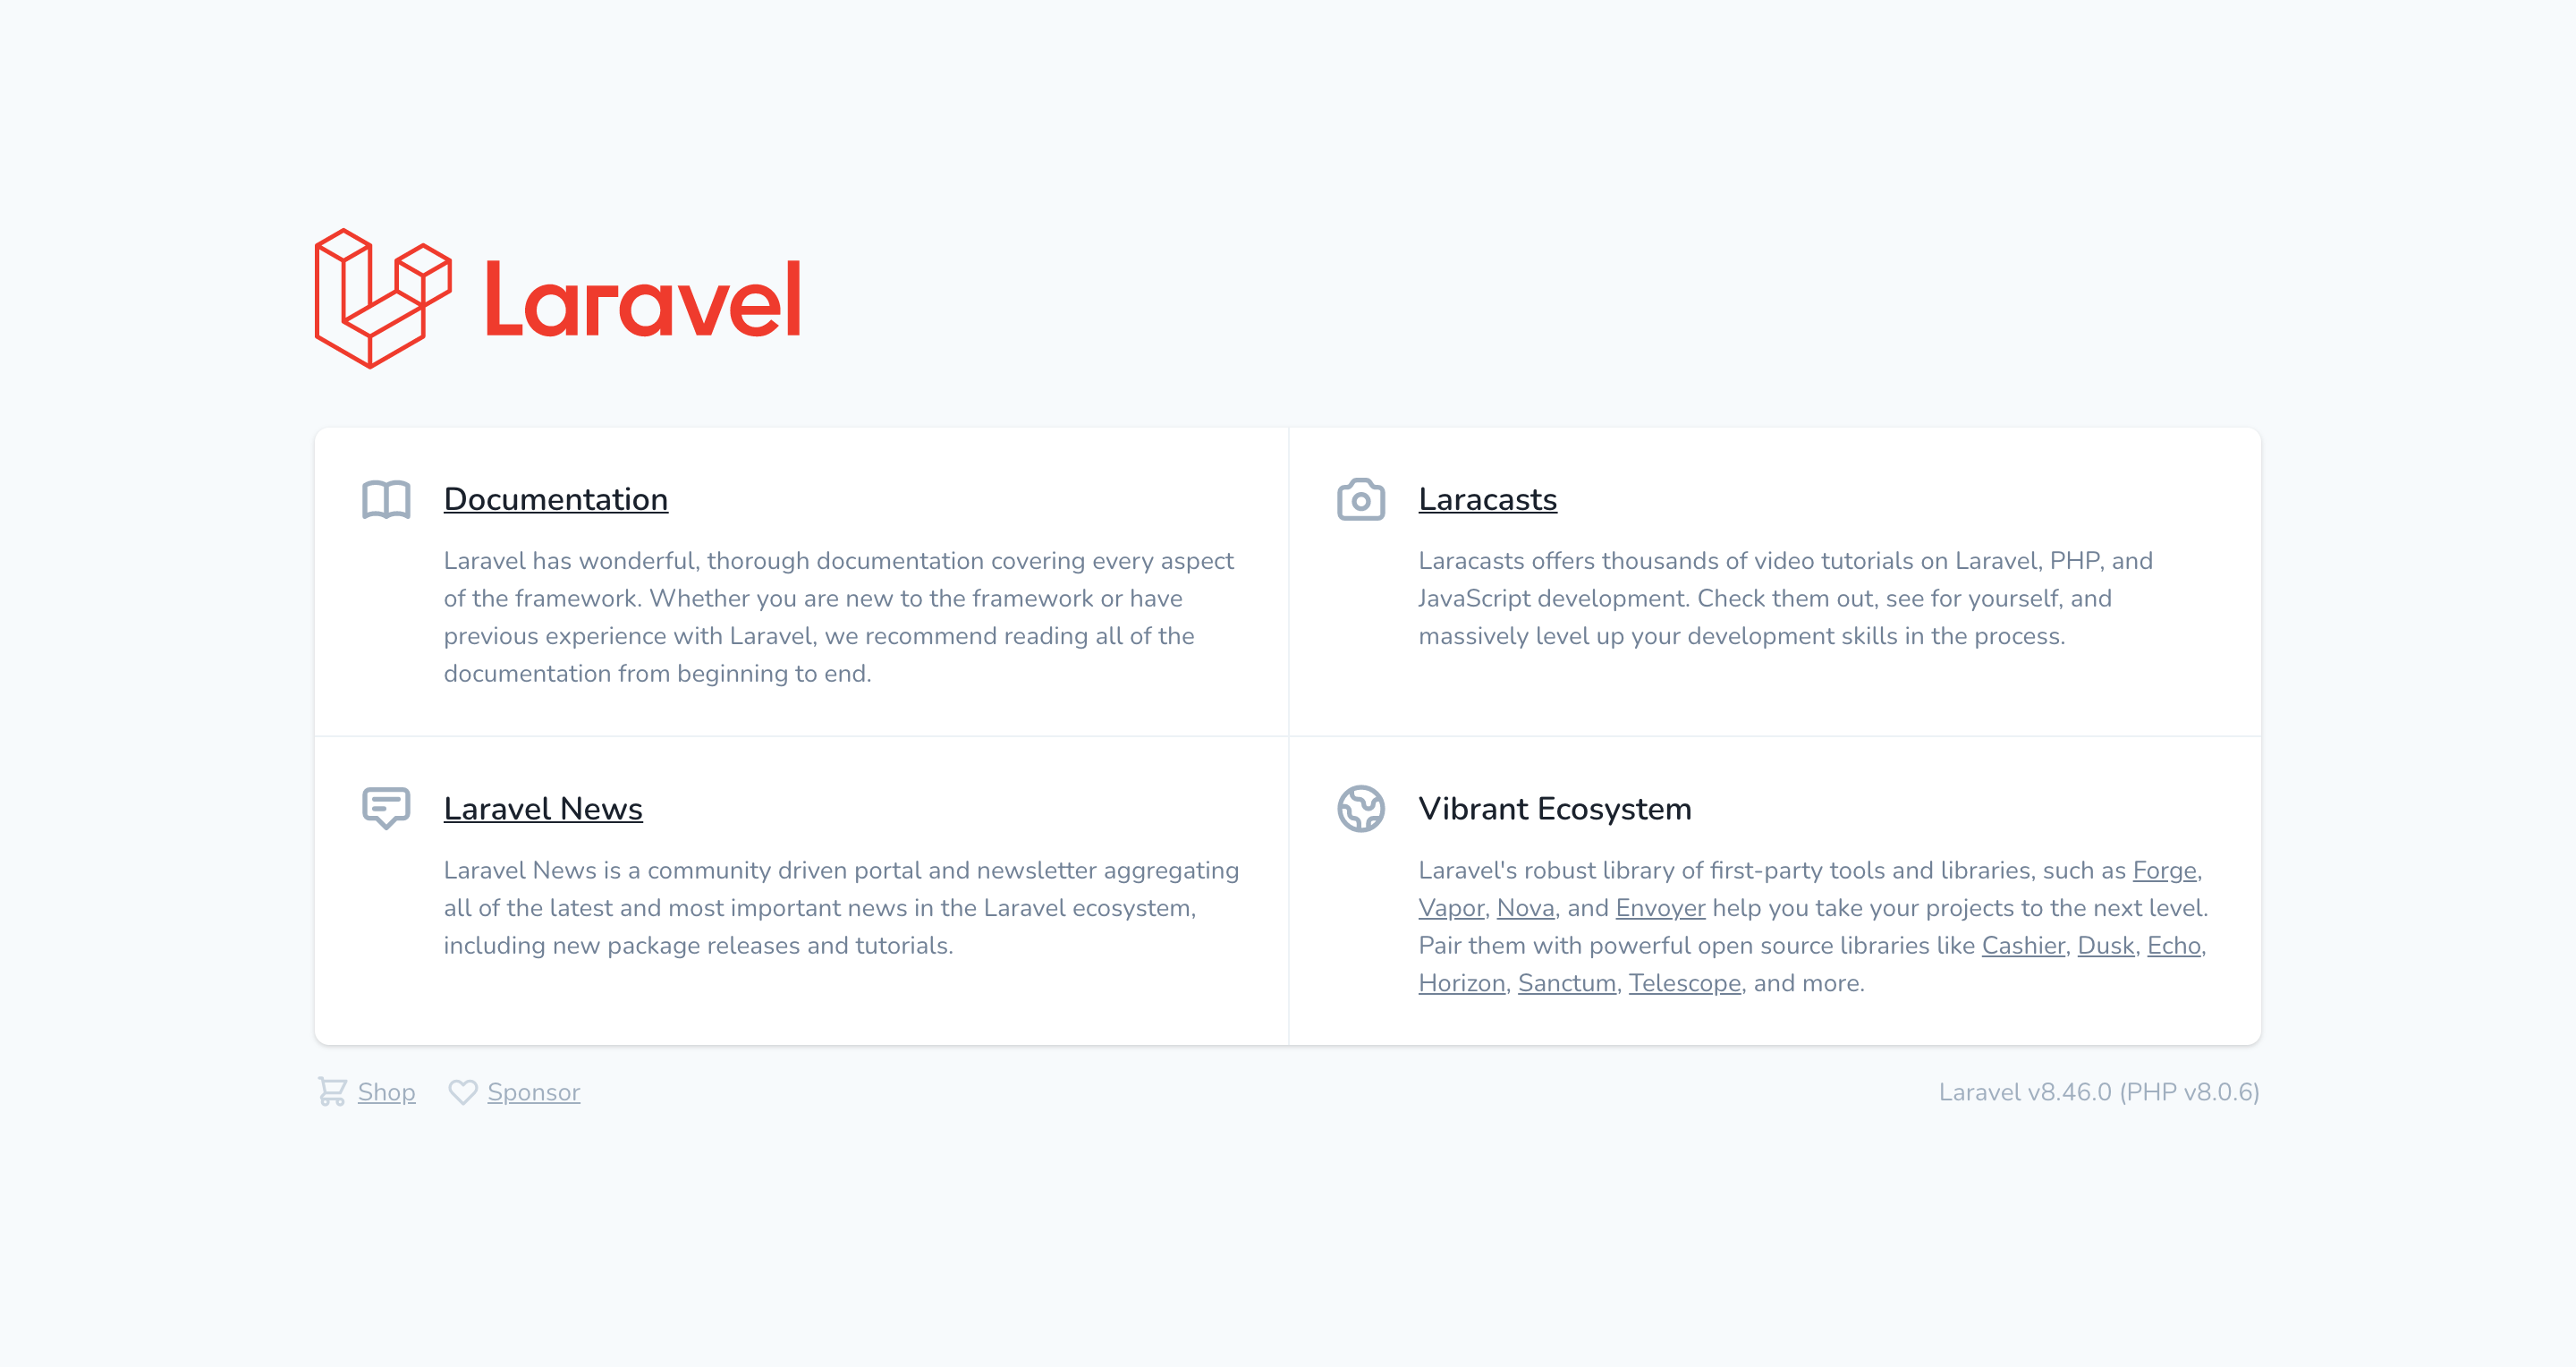 Laravel
Documentation
Laravel has wonderful, thorough documentation covering every aspect
of the framework. Whether you are new to the framework or have
previous experience with Laravel, we recommend reading all of the
documentation from beginning to end.
Laracasts
Laracasts offers thousands of video tutorials on Laravel, PHP, and
JavaScript development. Check them out, see for yourself, and
massively level up your development skills in the process.
Laravel News
Laravel News is a community driven portal and newsletter aggregating
all of the latest and most important news in the Laravel ecosystem,
including new package releases and tutorials.
Vibrant Ecosystem
Laravel's robust library of first-party tools and libraries, such as Forge,
Vapor, Nova, and Envoyer help you take your projects to the next level.
Pair them with powerful open source libraries like Cashier, Dusk, Echo,
Horizon, Sanctum, Telescope, and more.
Shop
Sponsor
Laravel v8.46.0 (PHP v8.0.6)